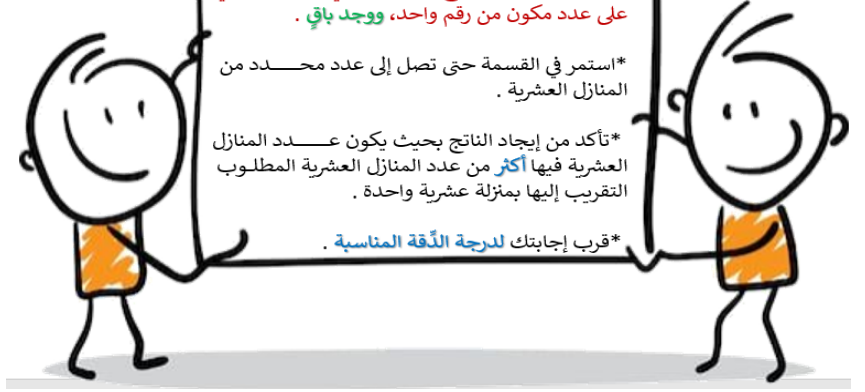 على عدد مكون من رقم واحد، ووجد باقٍ .
*استمر في القسمة حتى تصل إلى عدد محـــــدد من
المنازل العشرية .
*تأكد من إيجاد الناتج بحيث يكون عـــــدد المنازل
العشرية فيها أكثر من عدد المنازل العشرية المطلـوب
التقريب إليها بمنزلة عشرية واحدة .
*قرب إجابتك لدرجة الدِّقة المناسبة .